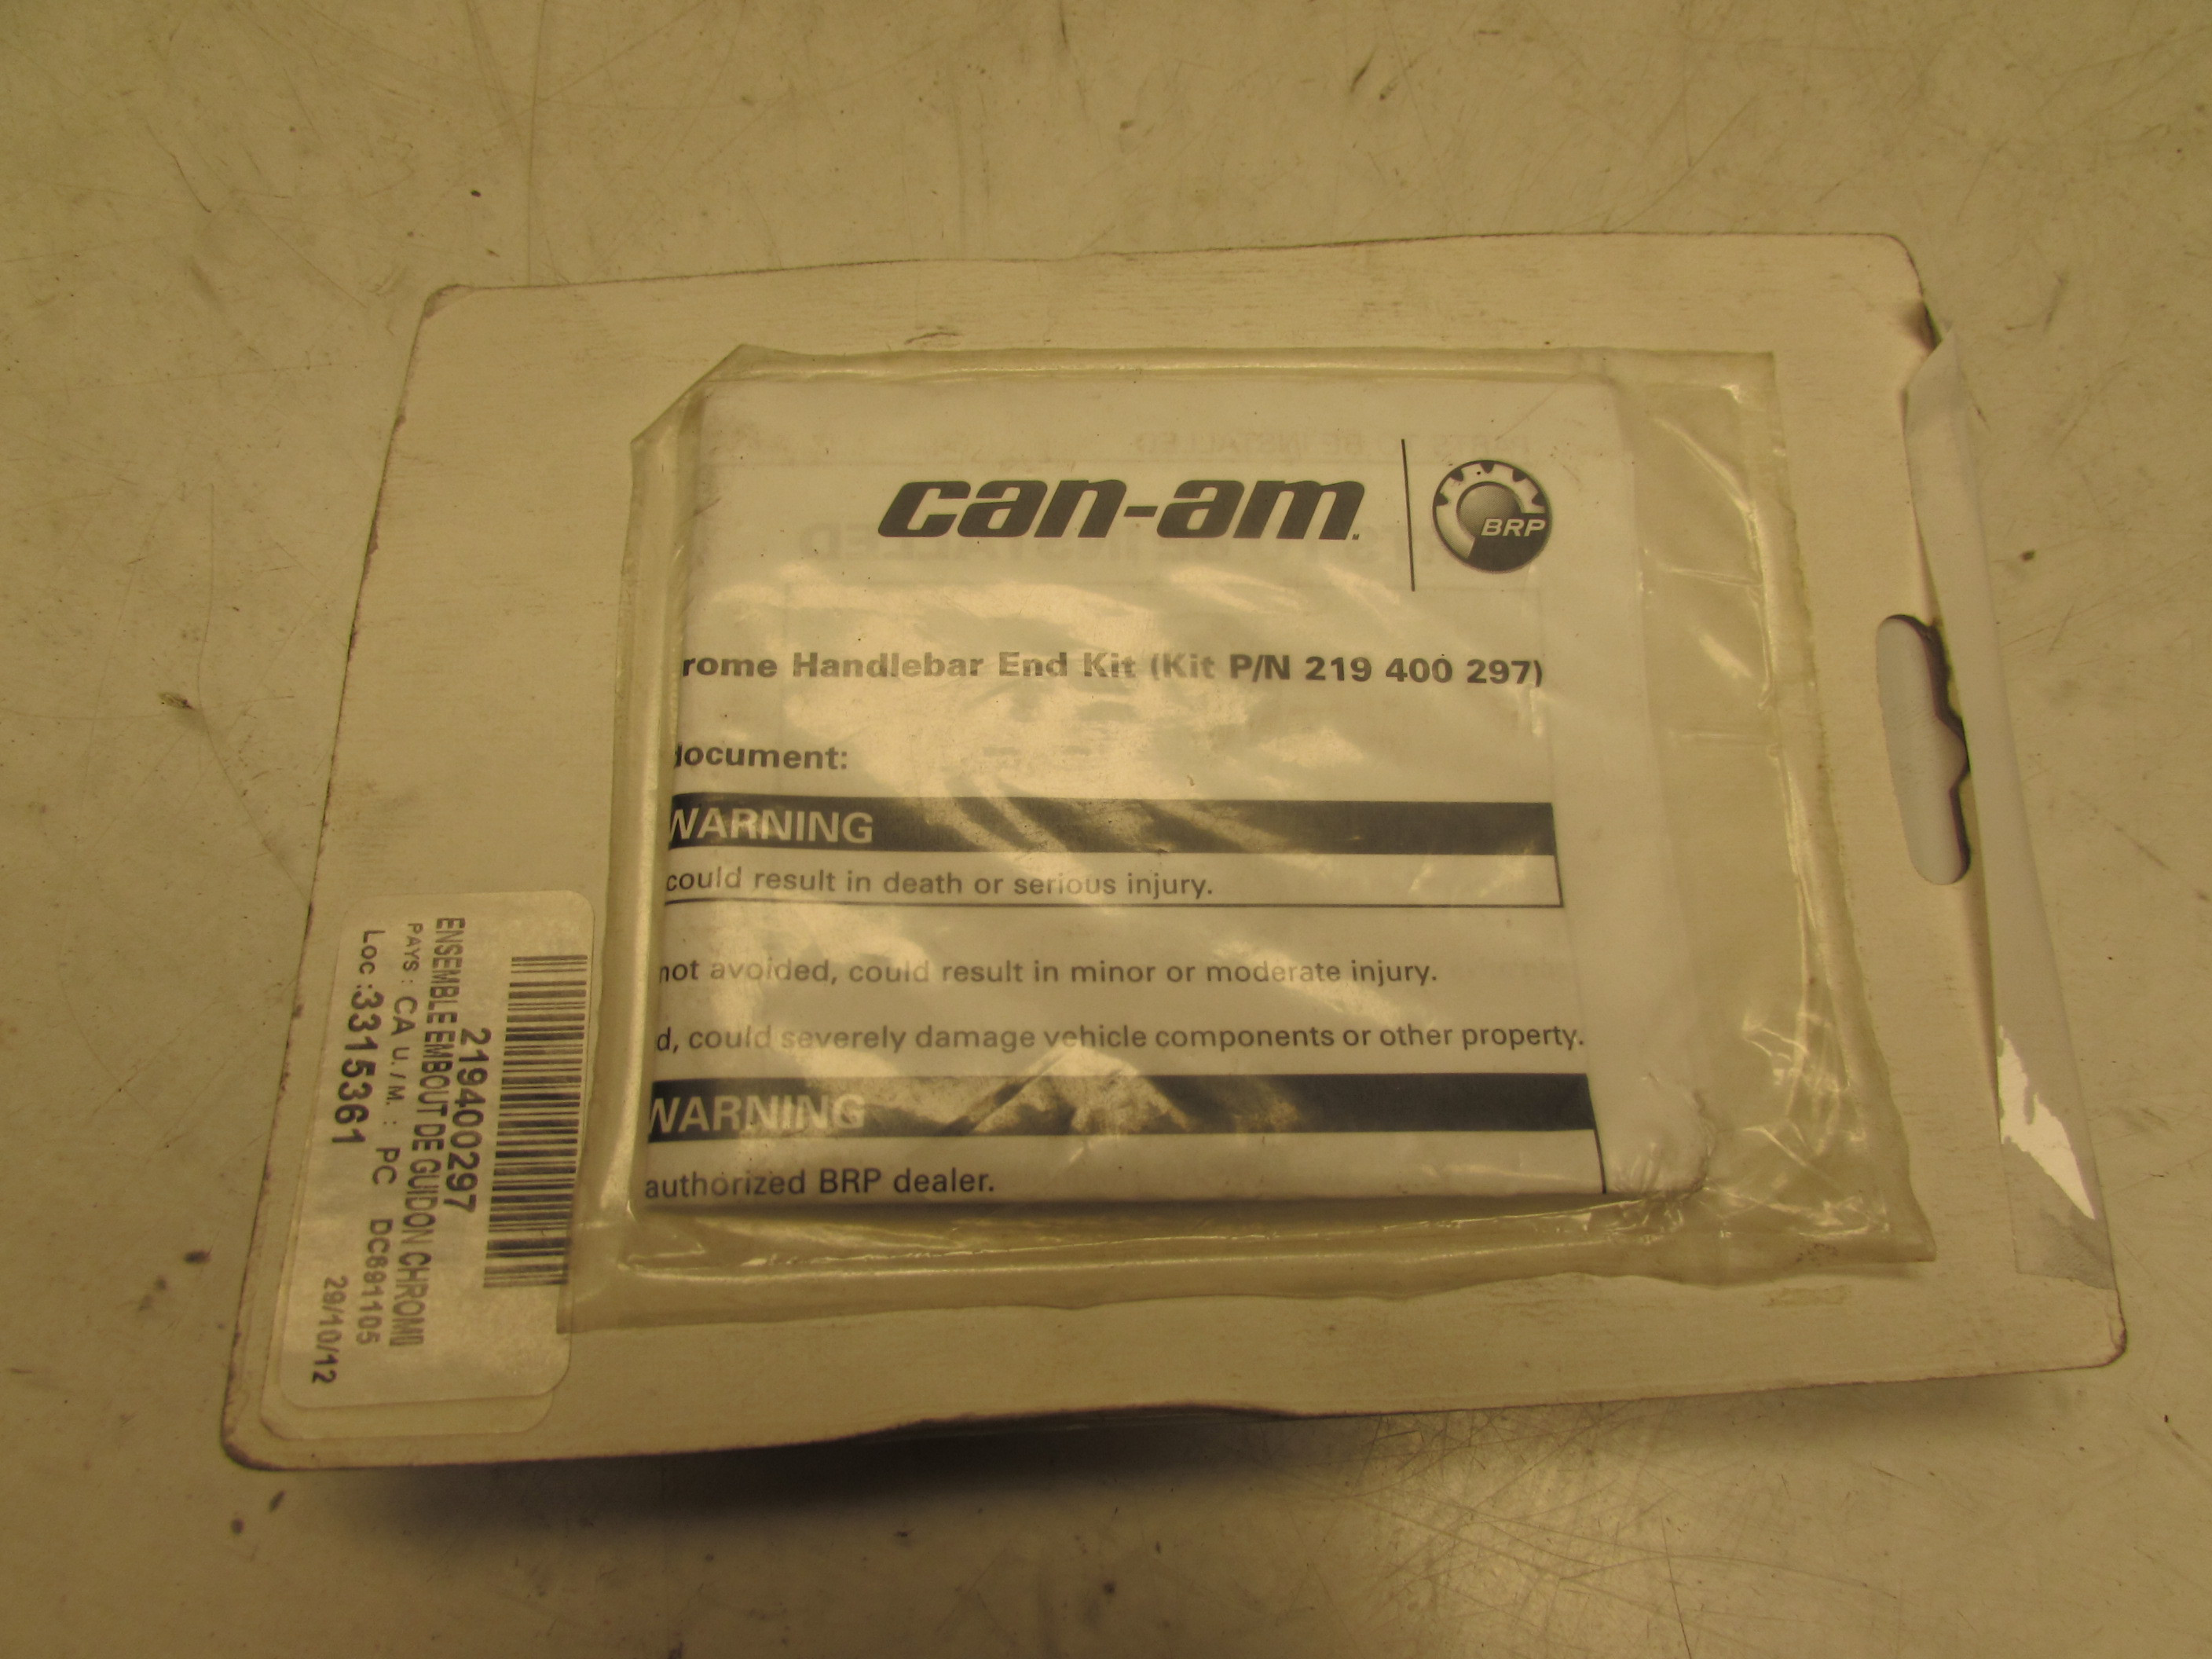 can-am
BRP
rome Handlebar End Kit (Kit P/N 219 400 297)
document:
WARNING
could result in death or serious injury.
not avoided, could result in minor or moderate injury.
d, could severely damage vehicle components or other property.
WARNING
authorized BRP dealer.
219400297
ENSEMBLE EMBOUT DE GUIDON CHROM
PAYS : CA U./M. : PC DC691105
Loc :3315361 29/10/12